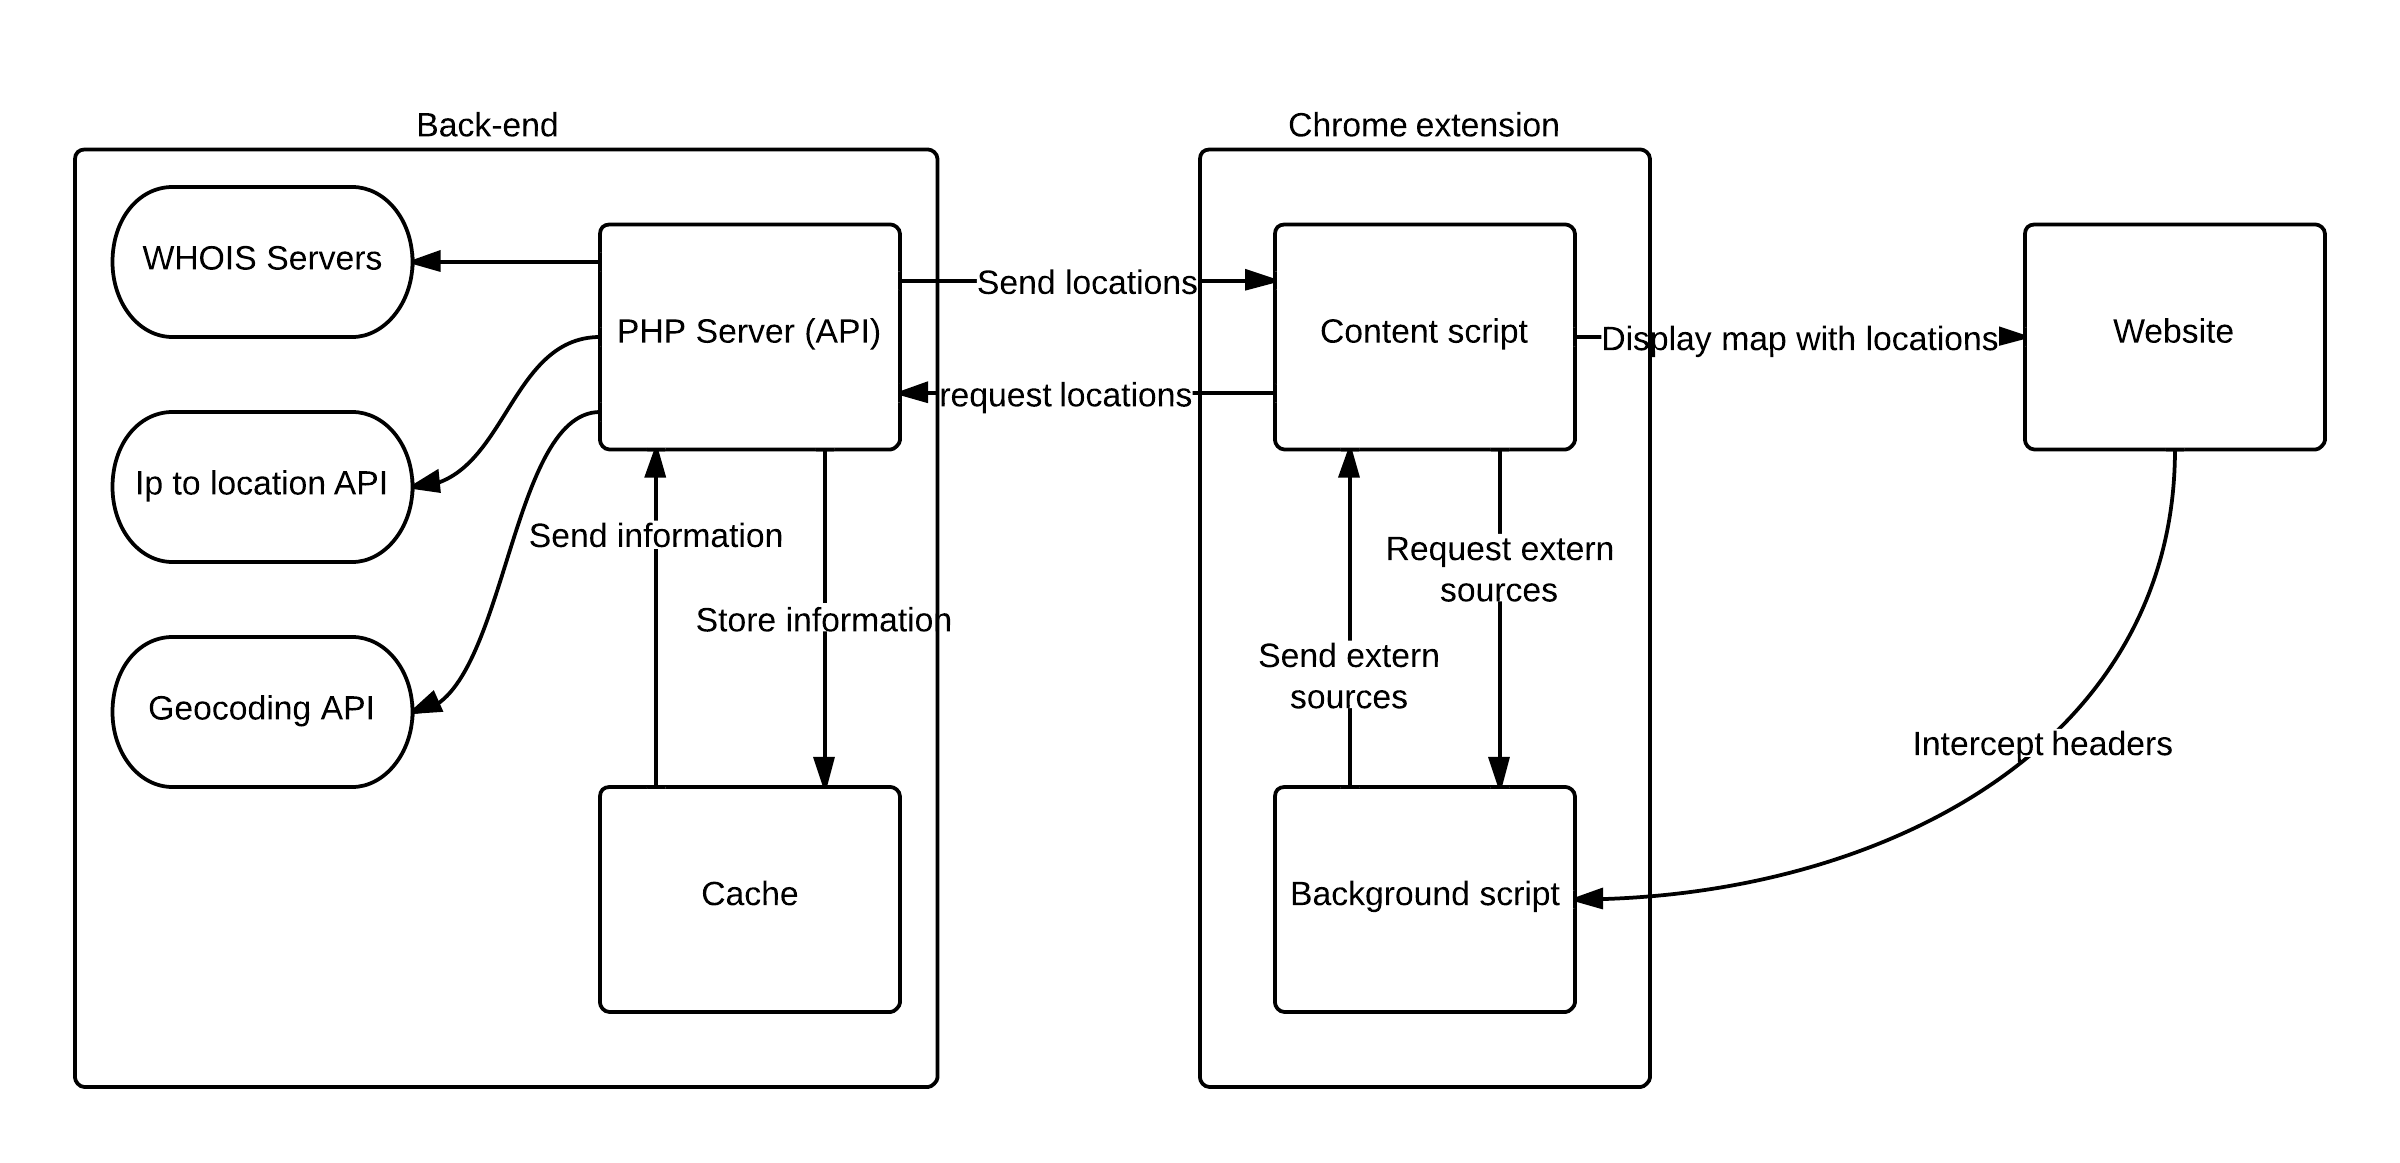 Back-end
Chrome extension
WHOIS Servers
PHP Server (API)
Send locations
Content script
Display map with locations
Website
request locations
Ip to location API
Send information
Request extern
sources
Store information
Send extern
sources
Geocoding API
Intercept headers
Cache
Background script